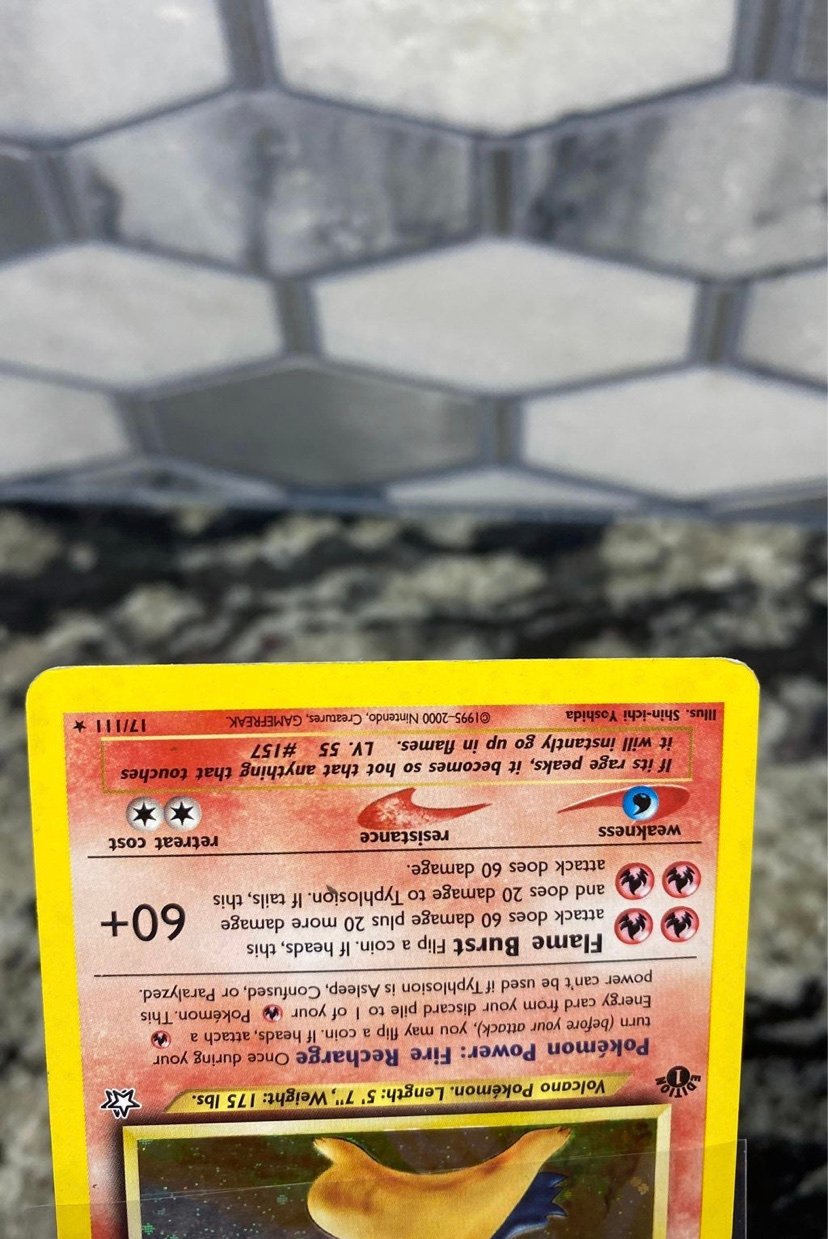 Volcano Pokémon. Length: 5' 7", Weight: 175 lbs.
EDITION
1
Pokémon Power: Fire Recharge Once during your
turn (before your attack), you may flip a coin. If heads, attach a
Energy card from your discard pile to 1 of your Pokémon. This
power can't be used if Typhlosion is Asleep, Confused, or Paralyzed.
Flame Burst Flip a coin. If heads, this
attack does 60 damage plus 20 more damage
and does 20 damage to Typhlosion. If tails, this
attack does 60 damage.
60+
weakness resistance retreat cost
If its rage peaks, it becomes so hot that anything that touches
it will instantly go up in flames. LV. 55 #157
Illus. Shin-ichi Yoshida ©1995–2000 Nintendo, Creatures, GAMEFREAK. 17/111 ★